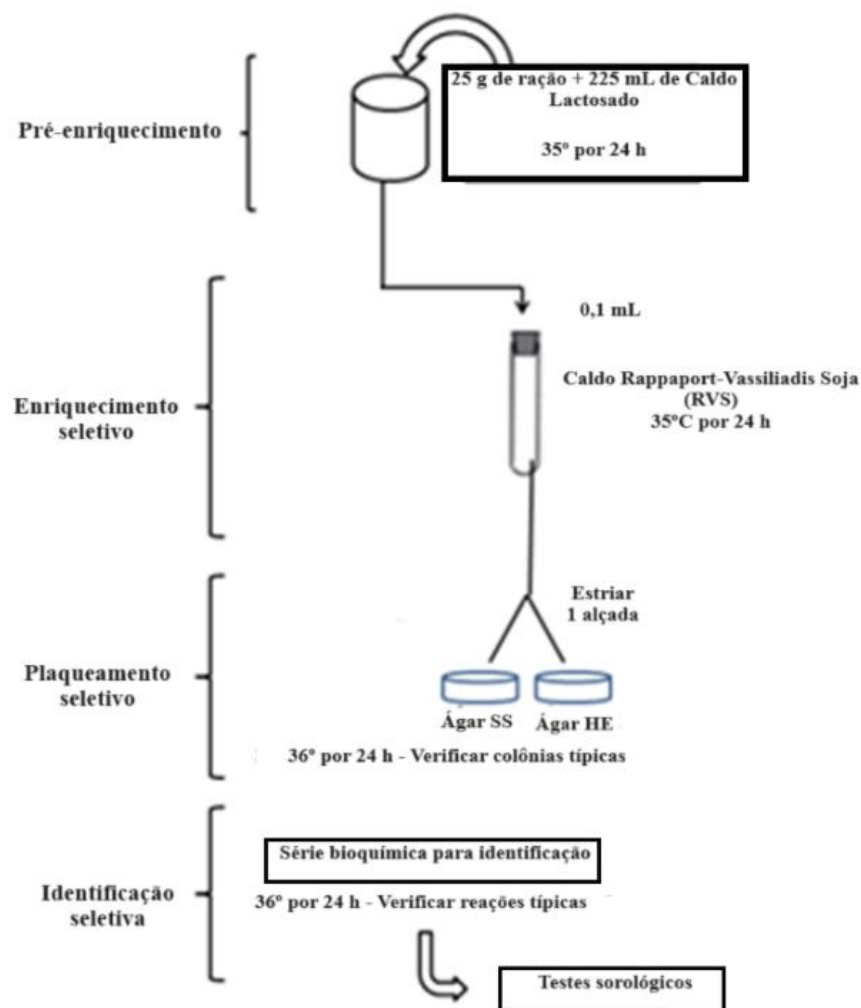 Pré-enriquecimento
25 g de ração + 225 mL de Caldo
Lactosado
35º por 24 h
Enriquecimento
seletivo
0,1 mL
Caldo Rappaport-Vassiliadis Soja
(RVS)
35ºC por 24 h
Plaqueamento
seletivo
Estriar
1 alçada
Ágar SS
Ágar HE
36º por 24 h - Verificar colônias típicas
Identificação
seletiva
Série bioquímica para identificação
36º por 24 h - Verificar reações típicas
Testes sorológicos